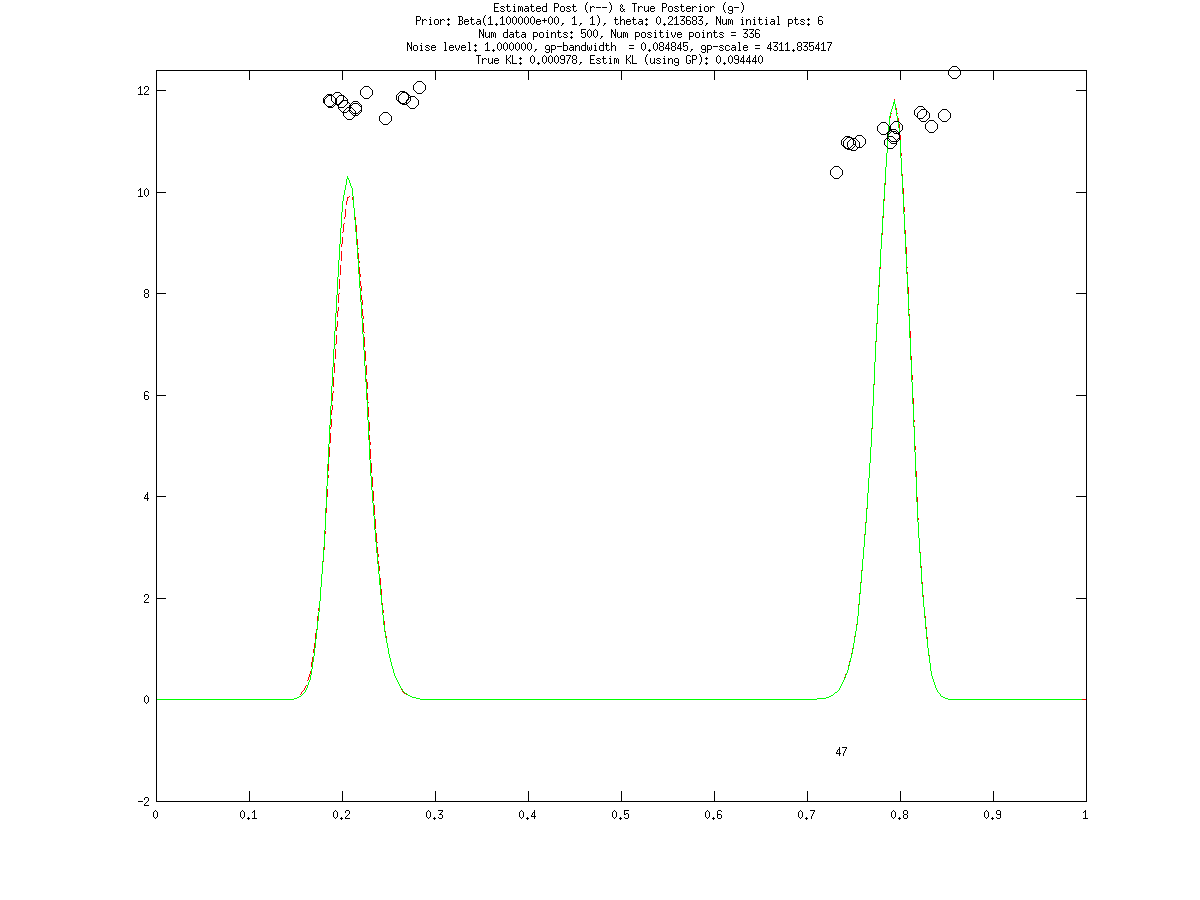 Estimated Post (r--) & True Posterior (g-)
Prior: Beta(1.100000e+00, 1, 1), theta: 0.213683, Num initial pts: 6
Num data points: 500, Num positive points = 336
Noise level: 1.000000, gp-bandwidth  = 0.084845, gp-scale = 4311.835417
True KL: 0.000978, Estim KL (using GP): 0.094440
12
10
8
6
4
2
0
47
-2
0 0.1 0.2 0.3 0.4 0.5 0.6 0.7 0.8 0.9 1